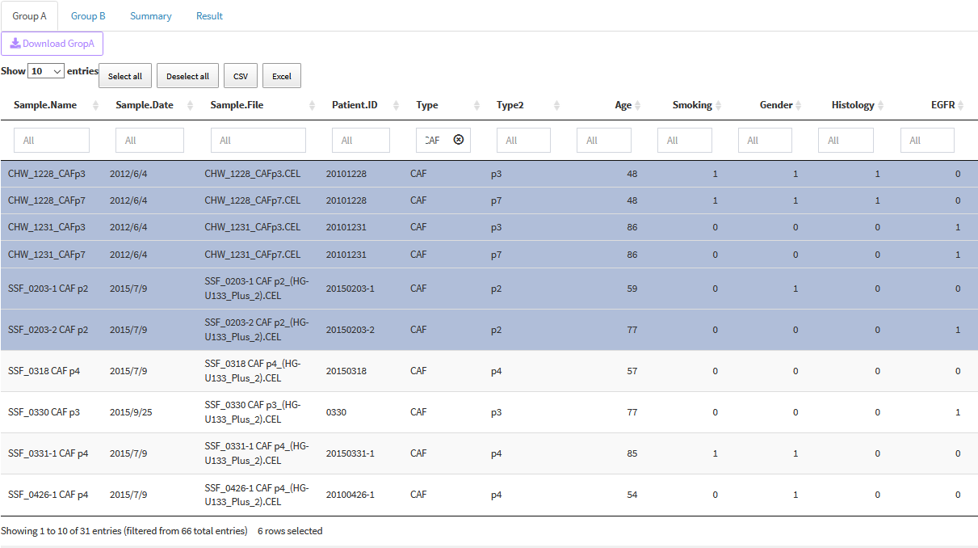 Group A Group B Summary Result
Download GropA
Show 10 entries Select all Deselect all CSV Excel
Sample.Name Sample.Date Sample.File Patient.ID Type Type2 Age Smoking Gender Histology EGFR
All All All All CAF All All All All All All
CHW_1228_CAFp3 2012/6/4 CHW_1228_CAFp3.CEL 20101228 CAF p3 48 1 1 1 0
CHW_1228_CAFp7 2012/6/4 CHW_1228_CAFp7.CEL 20101228 CAF p7 48 1 1 1 0
CHW_1231_CAFp3 2012/6/4 CHW_1231_CAFp3.CEL 20101231 CAF p3 86 0 0 0 1
CHW_1231_CAFp7 2012/6/4 CHW_1231_CAFp7.CEL 20101231 CAF p7 86 0 0 0 1
SSF_0203-1 CAF p2 2015/7/9 SSF_0203-1 CAF p2_(HG-
U133_Plus_2).CEL 20150203-1 CAF p2 59 0 1 0 0
SSF_0203-2 CAF p2 2015/7/9 SSF_0203-2 CAF p2_(HG-
U133_Plus_2).CEL 20150203-2 CAF p2 77 0 0 0 1
SSF_0318 CAF p4 2015/7/9 SSF_0318 CAF p4_(HG-
U133_Plus_2).CEL 20150318 CAF p4 57 0 0 0 0
SSF_0330 CAF p3 2015/9/25 SSF_0330 CAF p3_(HG-
U133_Plus_2).CEL 0330 CAF p3 77 0 0 0 1
SSF_0331-1 CAF p4 2015/7/9 SSF_0331-1 CAF p4_(HG-
U133_Plus_2).CEL 20150331-1 CAF p4 85 1 1 0 0
SSF_0426-1 CAF p4 2015/7/9 SSF_0426-1 CAF p4_(HG-
U133_Plus_2).CEL 20100426-1 CAF p4 54 0 1 0 0
Showing 1 to 10 of 31 entries (filtered from 66 total entries) 6 rows selected